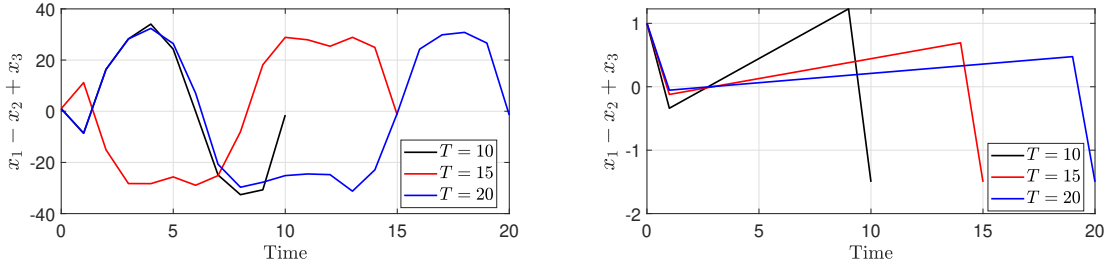 x₁ − x₂ + x₃
40
20
0
-20
-40
0
5
10
15
20
Time
T = 10
T = 15
T = 20
x₁ − x₂ + x₃
1
0
-1
-2
0
5
10
15
20
Time
T = 10
T = 15
T = 20